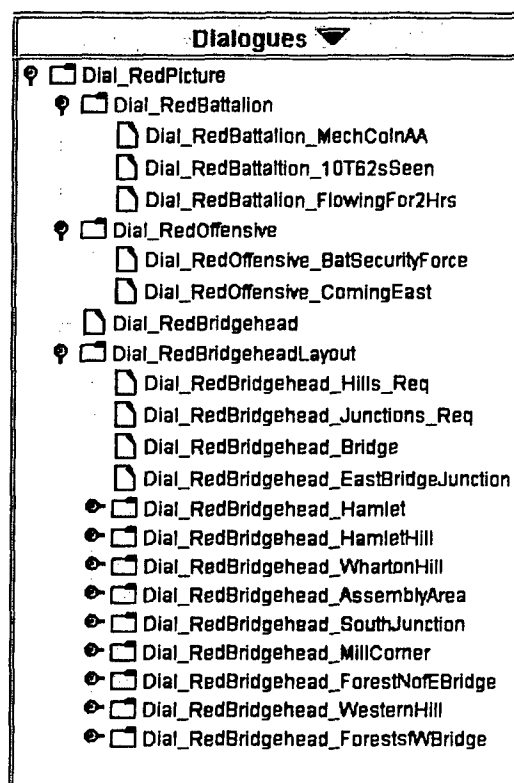 Dialogues
Dial_RedPicture
Dial_RedBattalion
Dial_RedBattalion_MechCoInAA
Dial_RedBattaltion_10T62sSeen
Dial_RedBattalion_FlowingFor2Hrs
Dial_RedOffensive
Dial_RedOffensive_BatSecurityForce
Dial_RedOffensive_ComingEast
Dial_RedBridgehead
Dial_RedBridgeheadLayout
Dial_RedBridgehead_Hills_Req
Dial_RedBridgehead_Junctions_Req
Dial_RedBridgehead_Bridge
Dial_RedBridgehead_EastBridgeJunction
Dial_RedBridgehead_Hamlet
Dial_RedBridgehead_HamletHill
Dial_RedBridgehead_WhartonHill
Dial_RedBridgehead_AssemblyArea
Dial_RedBridgehead_SouthJunction
Dial_RedBridgehead_MillCorner
Dial_RedBridgehead_ForestNofEBridge
Dial_RedBridgehead_WesternHill
Dial_RedBridgehead_ForestsfWBridge